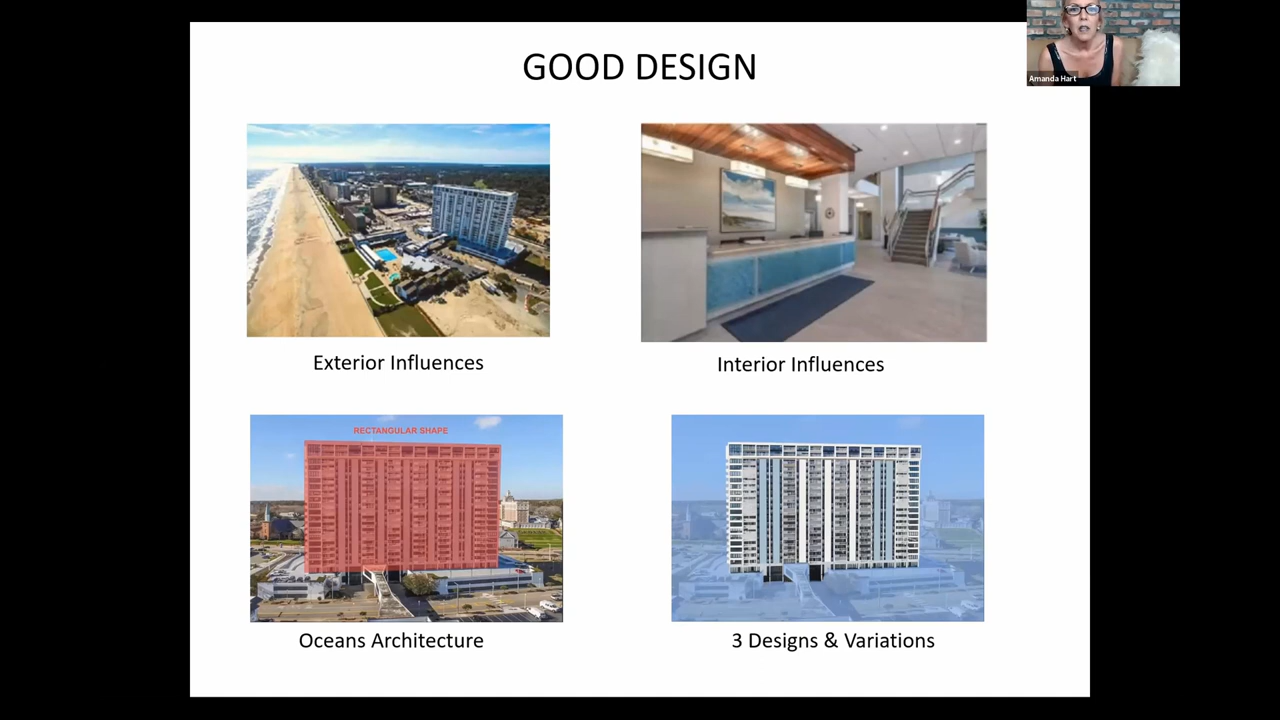 GOOD DESIGN
Amanda Hart
Exterior Influences
Interior Influences
RECTANGULAR SHAPE
Oceans Architecture
3 Designs & Variations